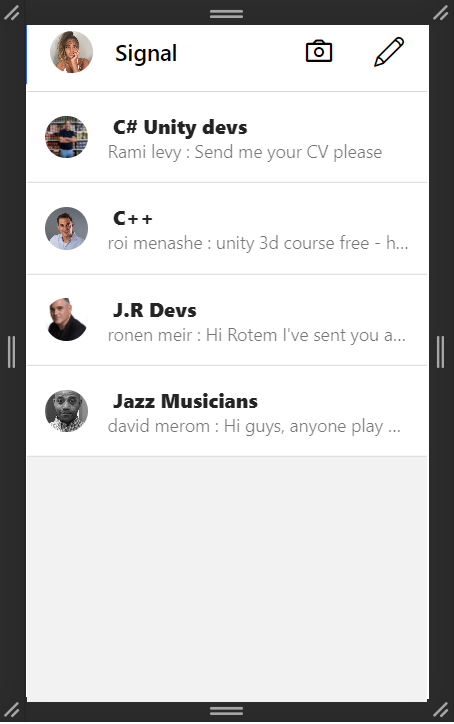 Signal
C# Unity devs
Rami levy : Send me your CV please
C++
roi menashe : unity 3d course free - h...
J.R Devs
ronen meir : Hi Rotem I've sent you a...
Jazz Musicians
david merom : Hi guys, anyone play ...